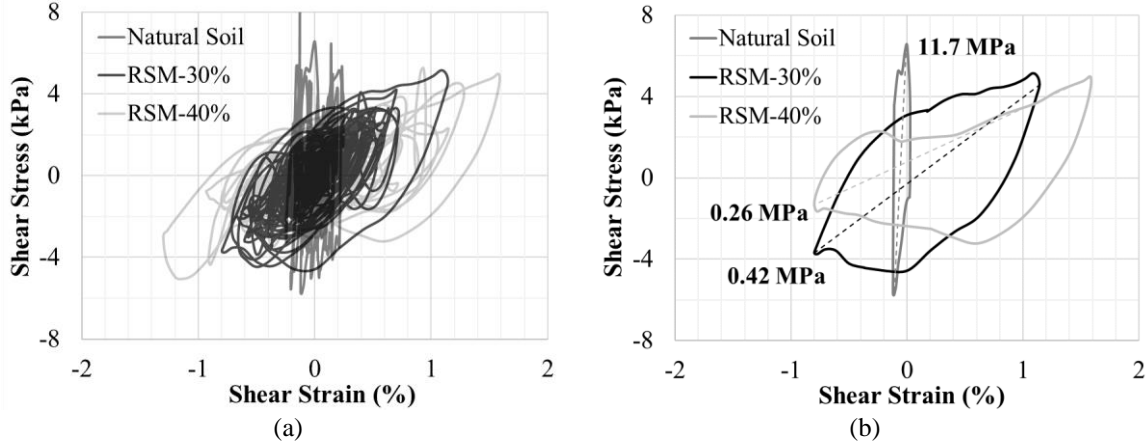 8
4
0
-4
-8
Shear Stress (kPa)
Natural Soil
RSM-30%
RSM-40%
-2 -1 0 1 2
Shear Strain (%)
(a)
8
4
0
-4
-8
Shear Stress (kPa)
Natural Soil
RSM-30%
RSM-40%
11.7 MPa
0.26 MPa
0.42 MPa
-2 -1 0 1 2
Shear Strain (%)
(b)